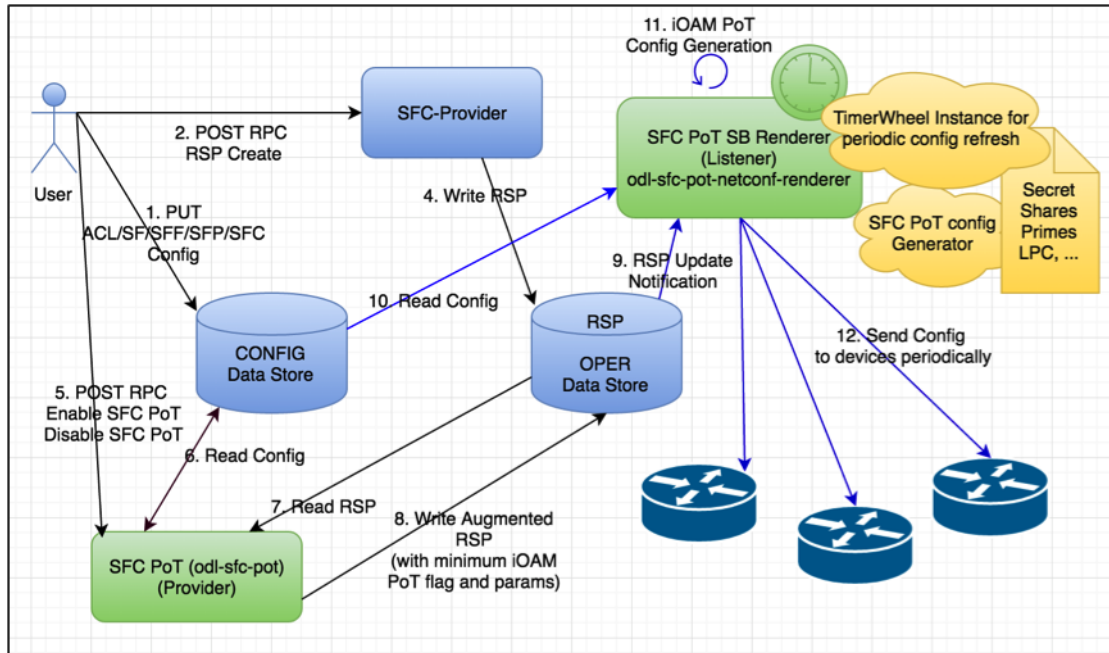 11. iOAM PoT
Config Generation
SFC-Provider
2. POST RPC
RSP Create
User
SFC PoT SB Renderer
(Listener)
odl-sfc-pot-netconf-renderer
TimerWheel Instance for
periodic config refresh
Secret
Shares
Primes
LPC, ...
SFC PoT config
Generator
4. Write RSP
1. PUT
ACL/SF/SFF/SFP/SFC
Config
9. RSP Update
Notification
10. Read Config
RSP
OPER
Data Store
CONFIG
Data Store
12. Send Config
to devices periodically
5. POST RPC
Enable SFC PoT
Disable SFC PoT
6. Read Config
7. Read RSP
8. Write Augmented
RSP
(with minimum iOAM
PoT flag and params)
SFC PoT (odl-sfc-pot)
(Provider)